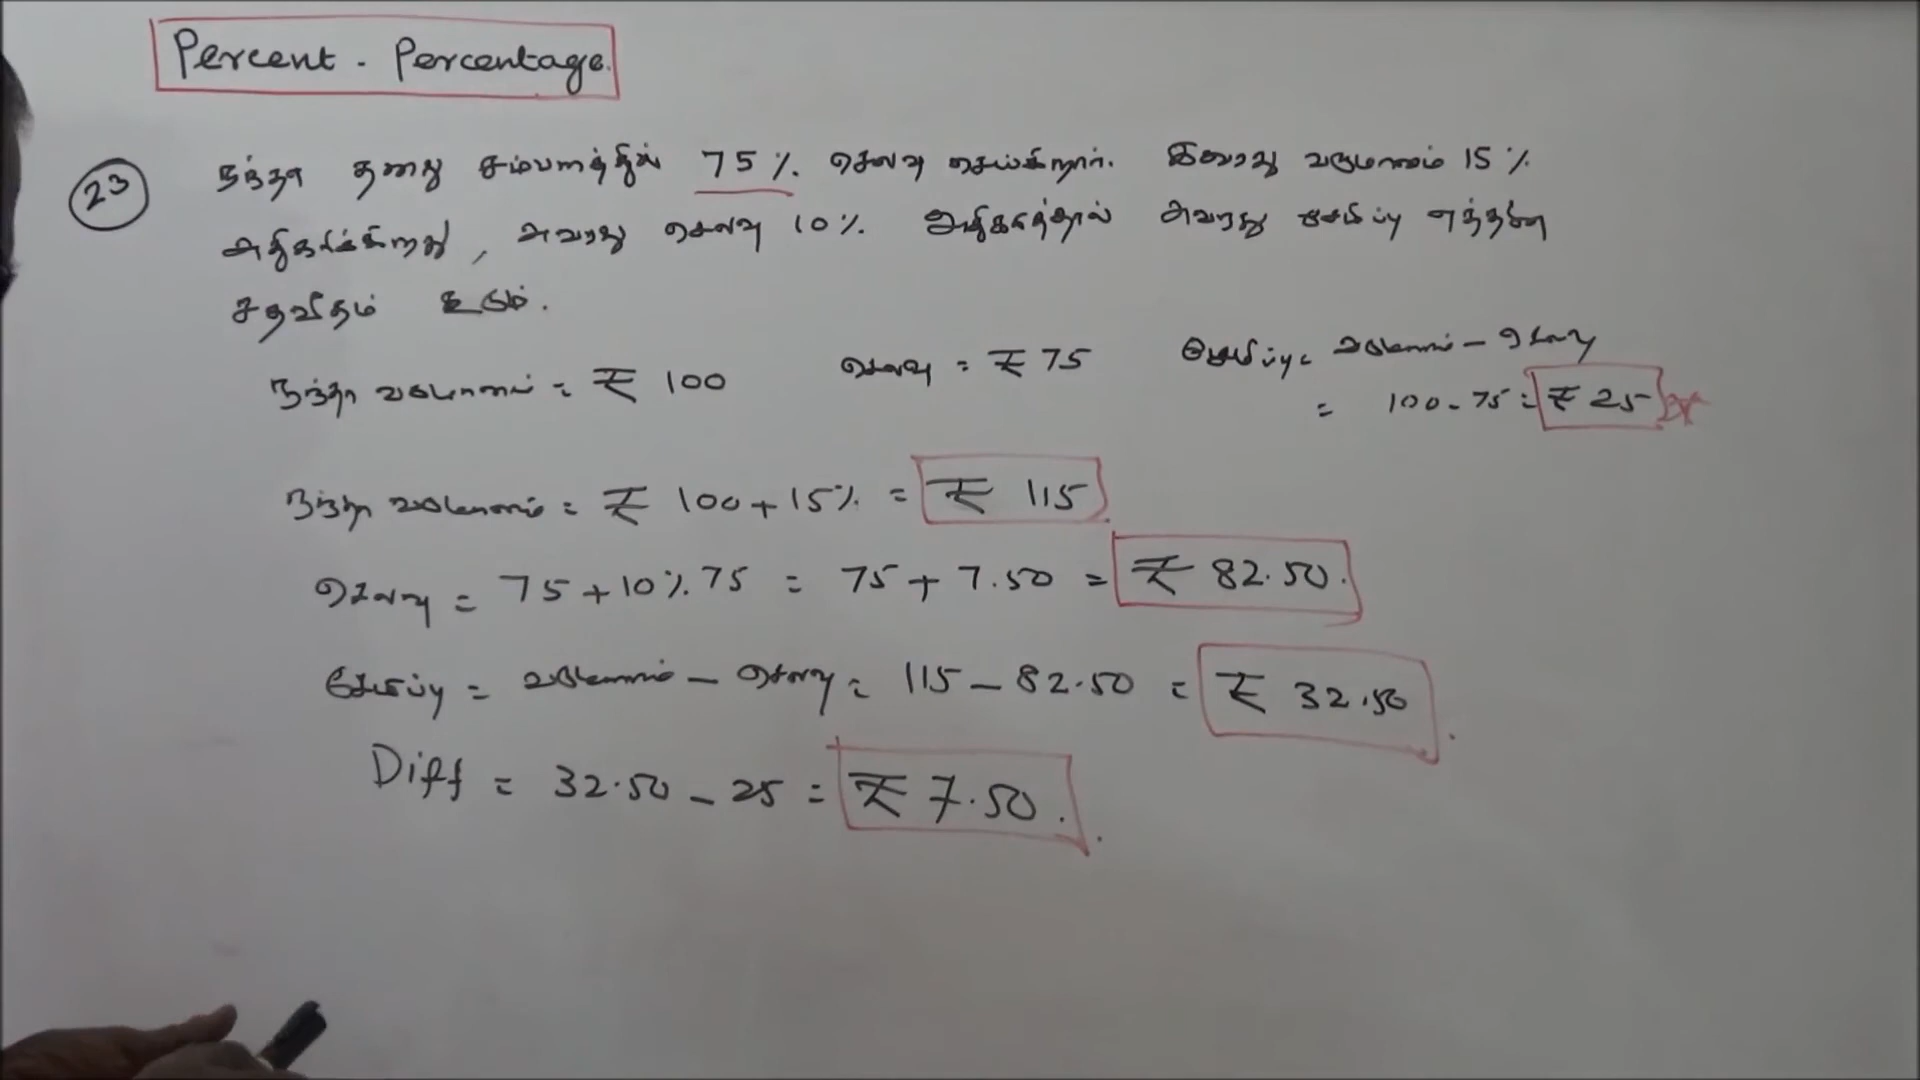 Percent - Percentage.
23 நந்தா தனது சம்பளத்தில் 75%. செலவு செய்கிறார். இவரது வருமானம் 15%
அதிகரிக்கிறது, அவரது செலவு 10%. அதிகரித்தால் அவரது சேமிப்பு எத்தனை
சதவீதம் உயரும்.
நந்தா வருமானம் = ₹ 100 செலவு = ₹ 75 சேமிப்பு = வருமானம் - செலவு
= 100 - 75 = ₹ 25
நந்தா வருமானம் = ₹ 100 + 15% = ₹ 115
செலவு = 75 + 10%. 75 = 75 + 7.50 = ₹ 82.50.
சேமிப்பு = வருமானம் - செலவு = 115 - 82.50 = ₹ 32.50
Diff = 32.50 - 25 = ₹ 7.50.